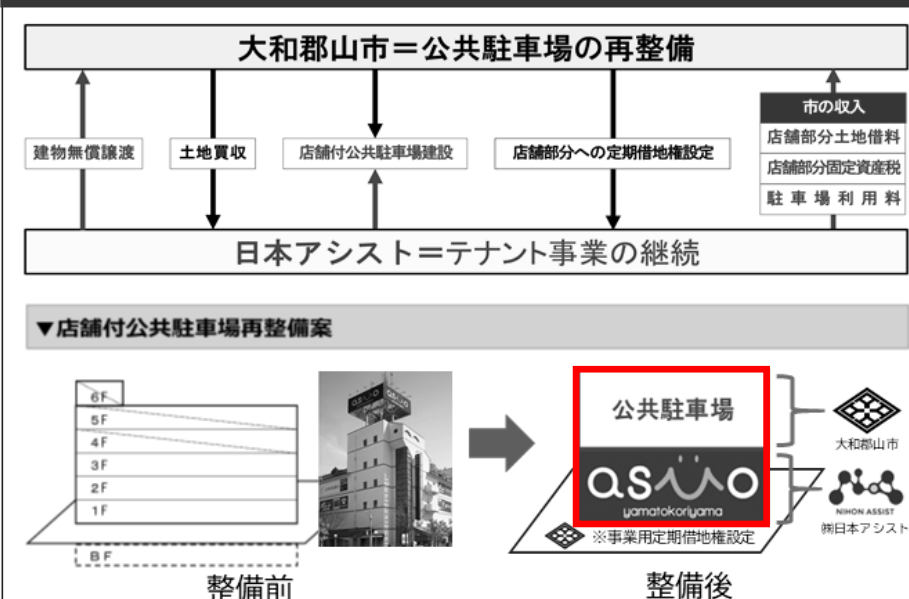 大和郡山市＝公共駐車場の再整備
建物無償譲渡
土地買収
店舗付公共駐車場建設
店舗部分への定期借地権設定
市の収入
店舗部分土地借料
店舗部分固定資産税
駐車場利用料
日本アシスト＝テナント事業の継続
▼店舗付公共駐車場再整備案
6F
5F
4F
3F
2F
1F
BF
整備前
asmo
公共駐車場
asmo
yamatokoriyama
※事業用定期借地権設定
整備後
大和郡山市
NIHON ASSIST
㈱日本アシスト